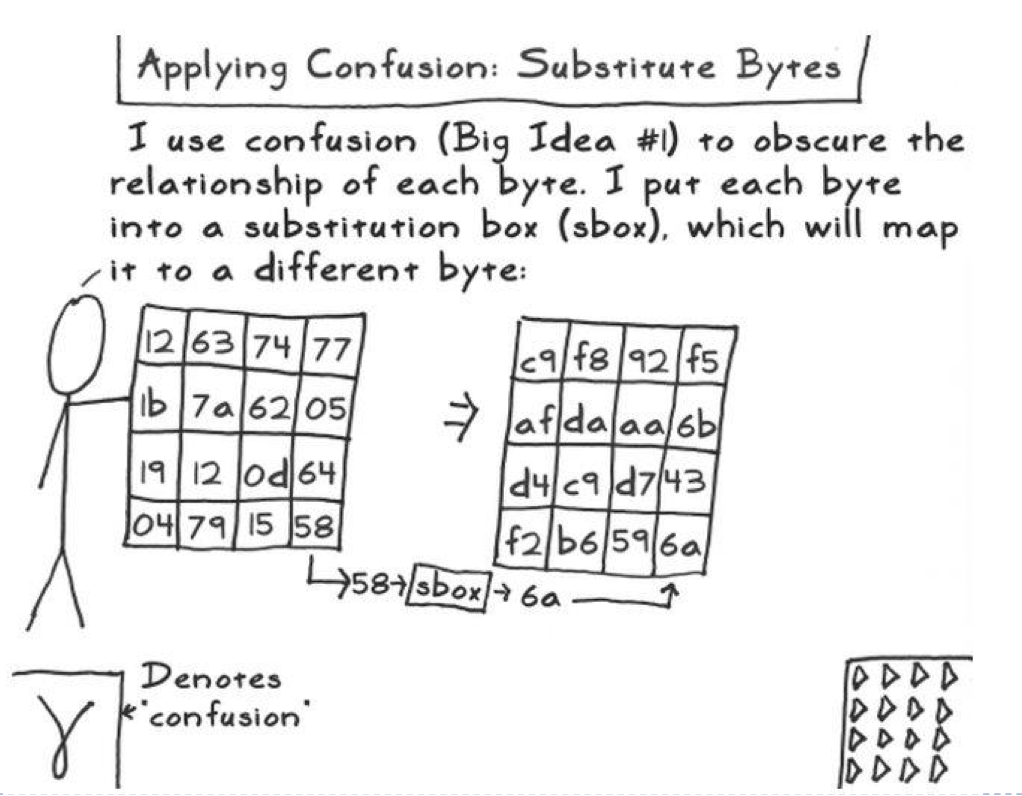 Applying Confusion: Substitute Bytes
I use confusion (Big Idea #1) to obscure the
relationship of each byte. I put each byte
into a substitution box (sbox), which will map
it to a different byte:
12 63 74 77
1b 7a 62 05
19 12 0d 64
04 79 15 58
c9 f8 92 f5
af da aa 6b
d4 c9 d7 43
f2 b6 59 6a
58 → sbox → 6a
Denotes
"confusion"